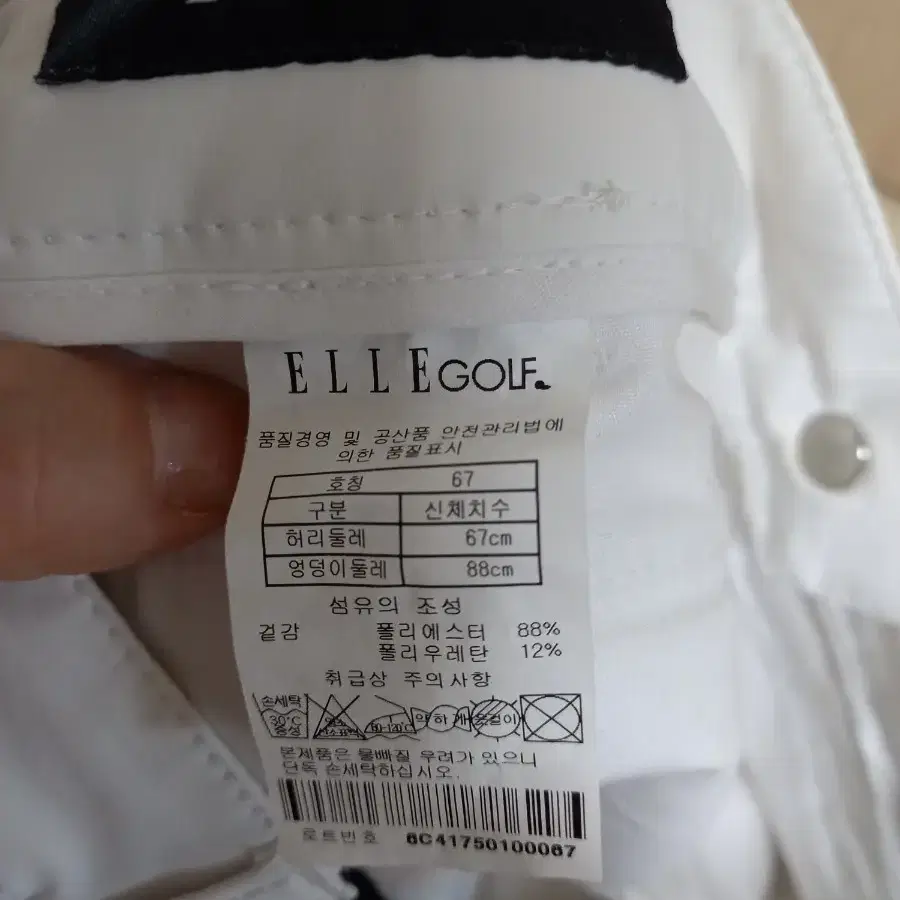 ELLE GOLF
품질경영 및 공산품 안전관리법에
의한 품질표시
호칭 67
구분 신체치수
허리둘레 67cm
엉덩이둘레 88cm
섬유의 조성
겉감 폴리에스터 88%
폴리우레탄 12%
취급상 주의사항
손세탁 30℃ 중성 약하게 옷걸이
본제품은 물빠질 우려가 있으니
단독 손세탁하십시오.
로트번호 6C41750100067